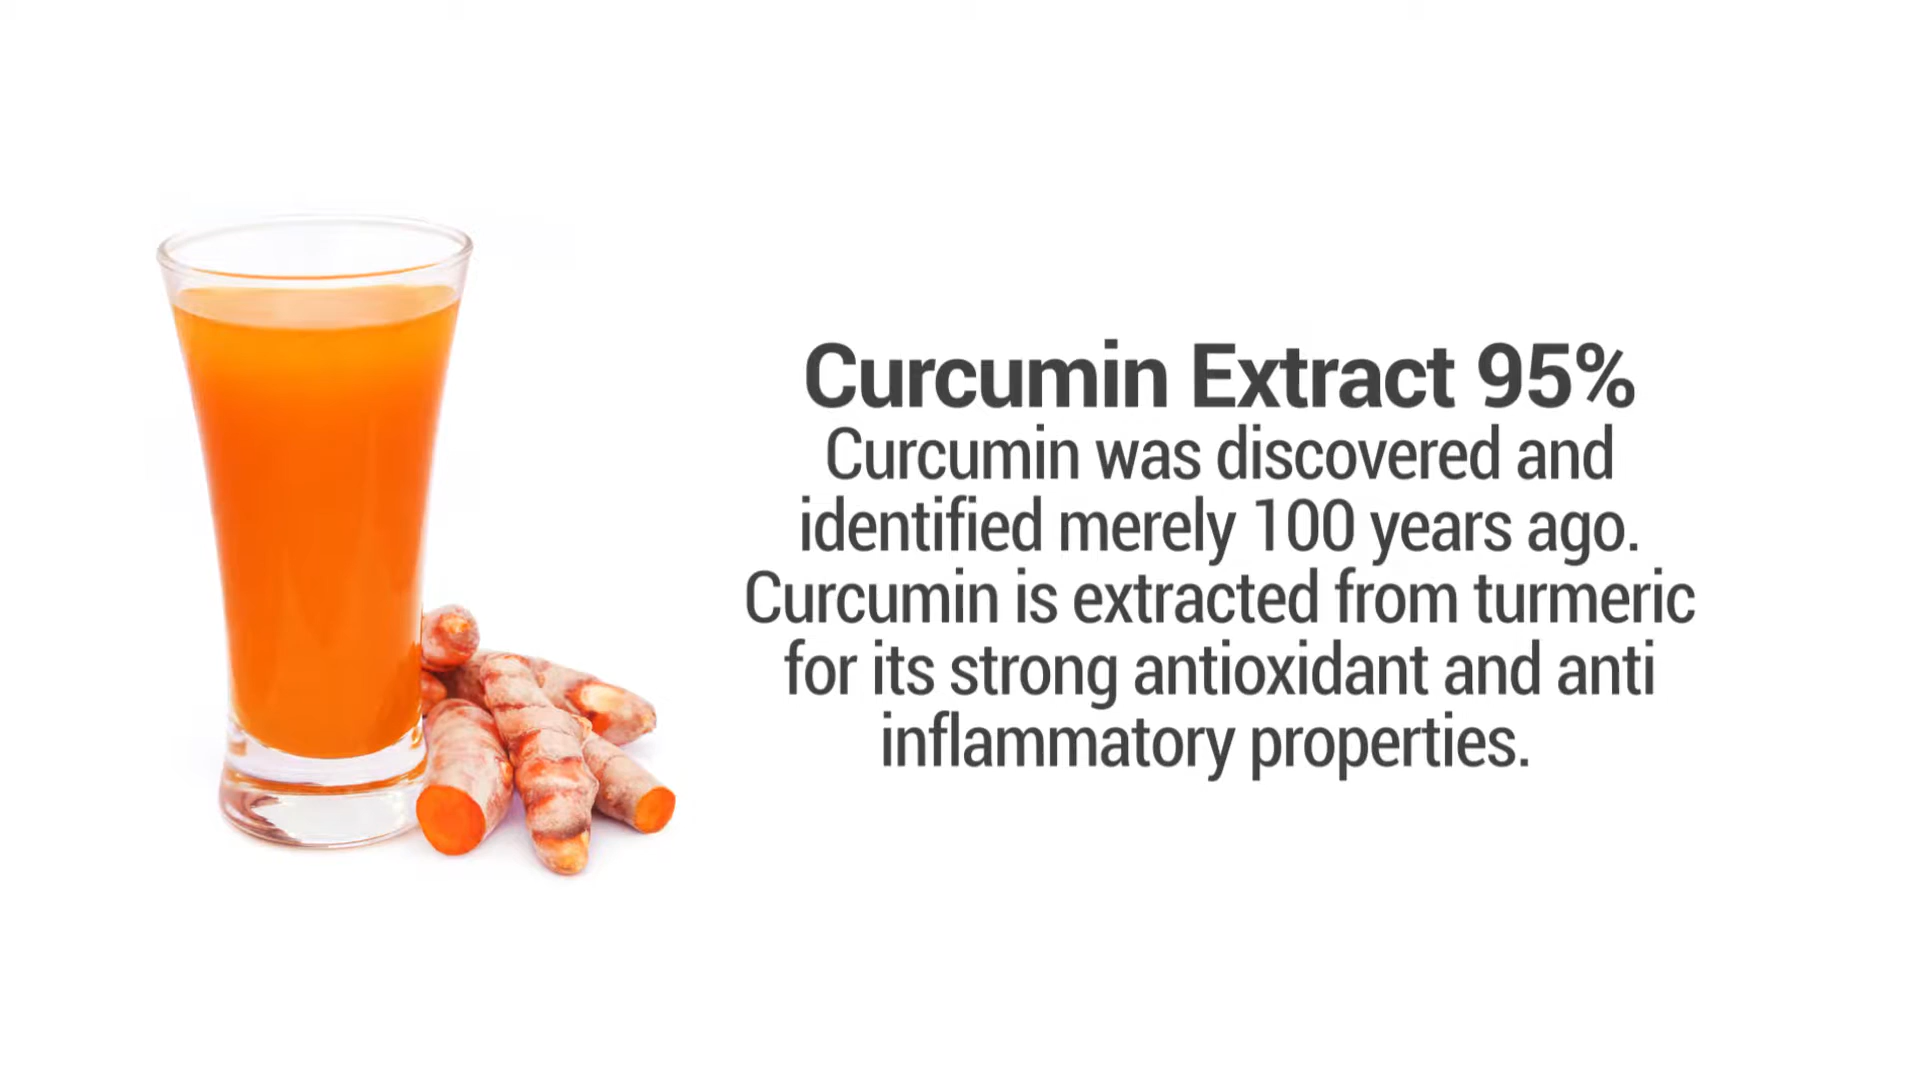 Curcumin Extract 95%
Curcumin was discovered and
identified merely 100 years ago.
Curcumin is extracted from turmeric
for its strong antioxidant and anti
inflammatory properties.